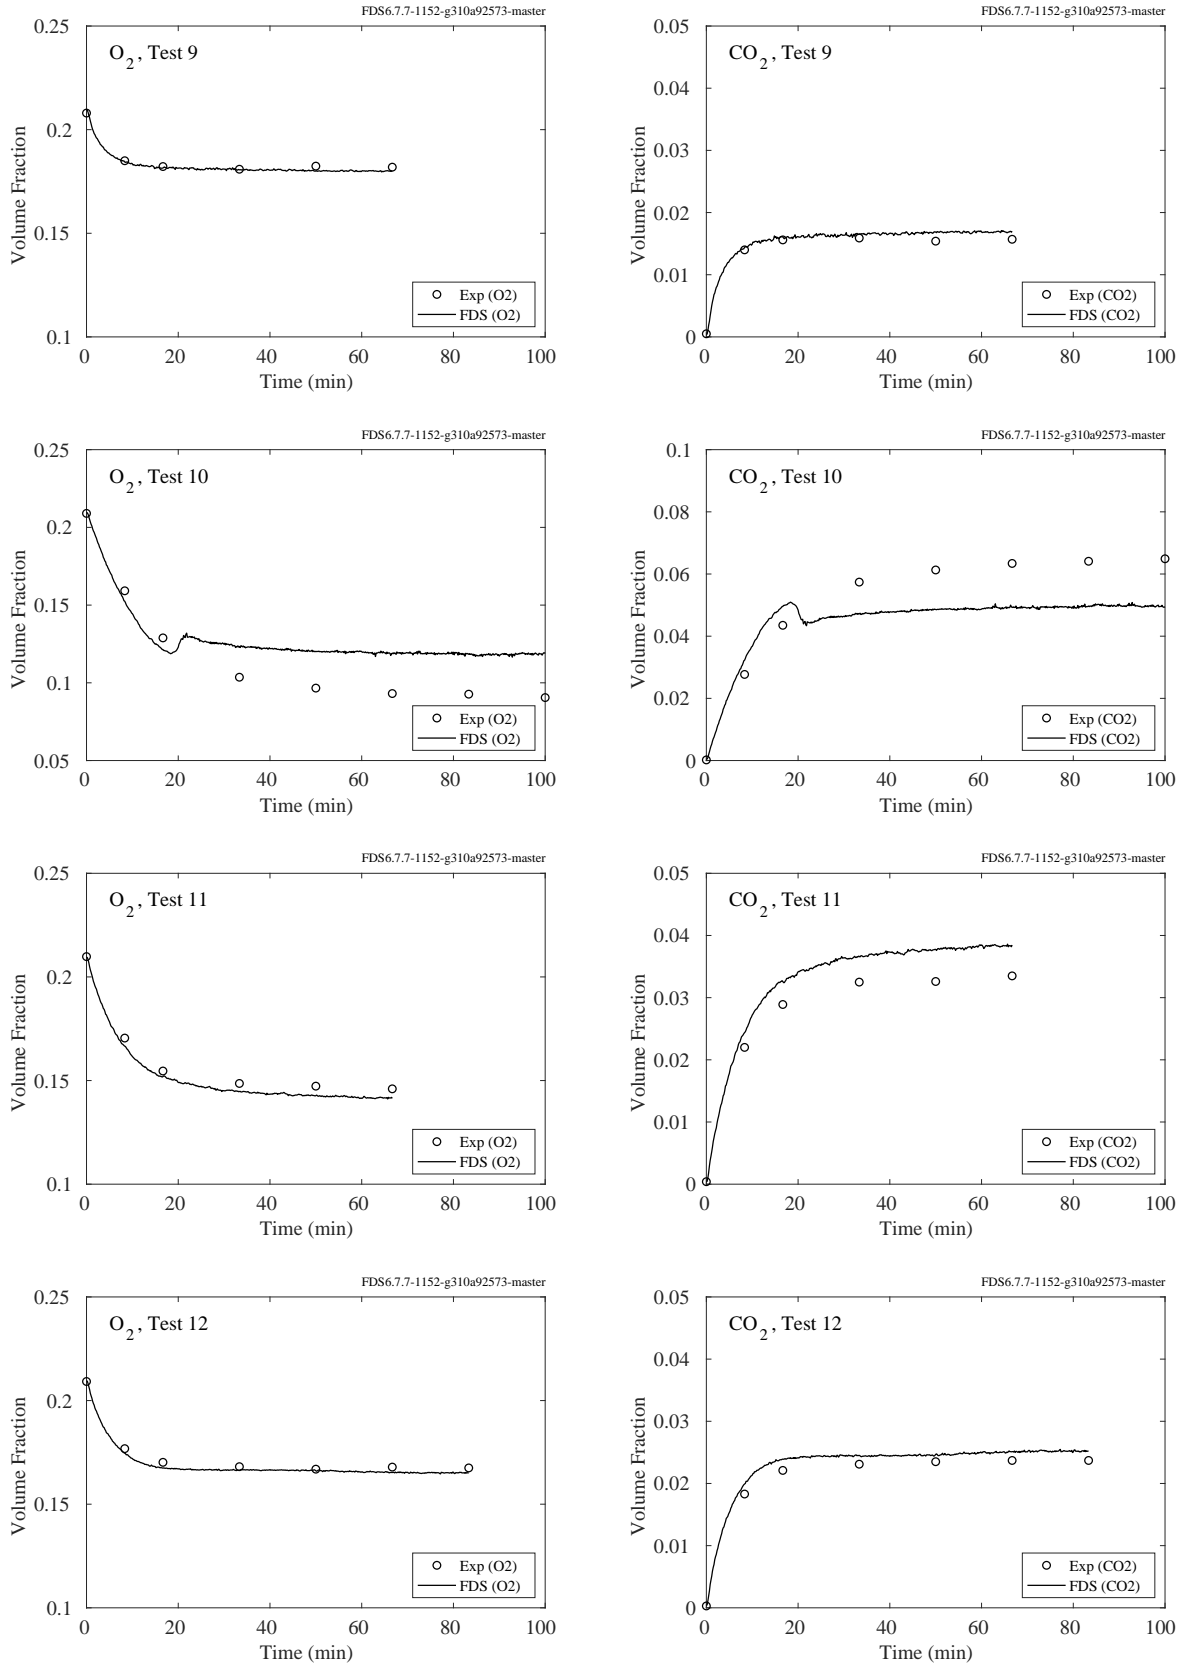 FDS6.7.7-1152-g310a92573-master
O2, Test 9
0.25
0.2
0.15
0.1
Volume Fraction
0 20 40 60 80 100
Time (min)
Exp (O2)
FDS (O2)
FDS6.7.7-1152-g310a92573-master
CO2, Test 9
0.05
0.04
0.03
0.02
0.01
0
Volume Fraction
0 20 40 60 80 100
Time (min)
Exp (CO2)
FDS (CO2)
FDS6.7.7-1152-g310a92573-master
O2, Test 10
0.25
0.2
0.15
0.1
0.05
Volume Fraction
0 20 40 60 80 100
Time (min)
Exp (O2)
FDS (O2)
FDS6.7.7-1152-g310a92573-master
CO2, Test 10
0.1
0.08
0.06
0.04
0.02
0
Volume Fraction
0 20 40 60 80 100
Time (min)
Exp (CO2)
FDS (CO2)
FDS6.7.7-1152-g310a92573-master
O2, Test 11
0.25
0.2
0.15
0.1
Volume Fraction
0 20 40 60 80 100
Time (min)
Exp (O2)
FDS (O2)
FDS6.7.7-1152-g310a92573-master
CO2, Test 11
0.05
0.04
0.03
0.02
0.01
0
Volume Fraction
0 20 40 60 80 100
Time (min)
Exp (CO2)
FDS (CO2)
FDS6.7.7-1152-g310a92573-master
O2, Test 12
0.25
0.2
0.15
0.1
Volume Fraction
0 20 40 60 80 100
Time (min)
Exp (O2)
FDS (O2)
FDS6.7.7-1152-g310a92573-master
CO2, Test 12
0.05
0.04
0.03
0.02
0.01
0
Volume Fraction
0 20 40 60 80 100
Time (min)
Exp (CO2)
FDS (CO2)